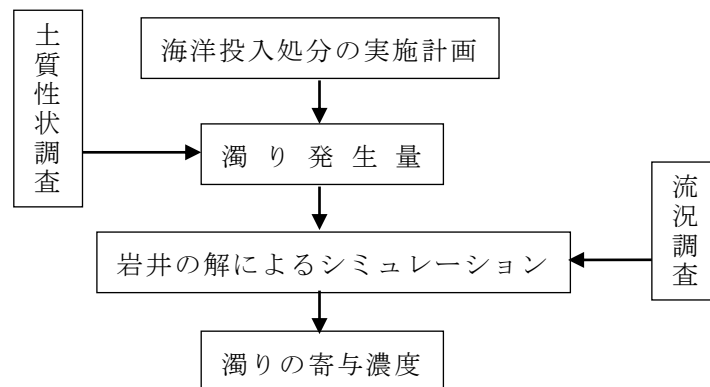 海洋投入処分の実施計画
土質性状調査
濁り発生量
流況調査
岩井の解によるシミュレーション
濁りの寄与濃度